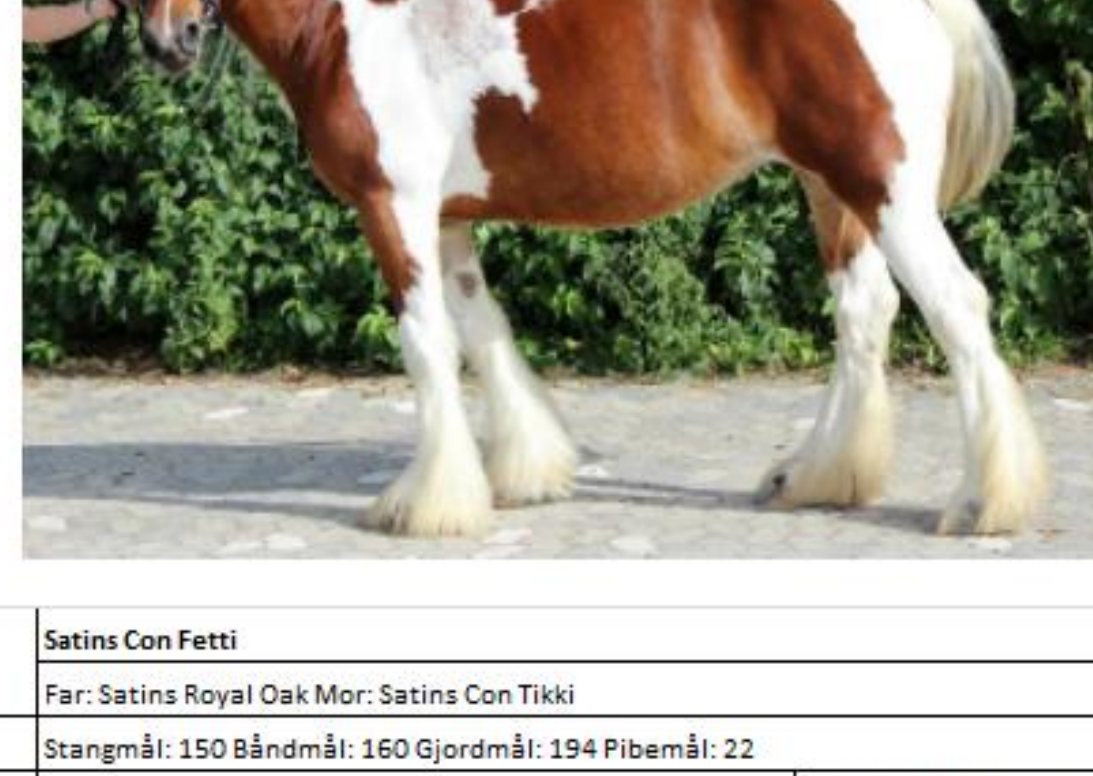 Satins Con Fetti
Far: Satins Royal Oak Mor: Satins Con Tikki
Stangmål: 150 Båndmål: 160 Gjordmål: 194 Pibemål: 22